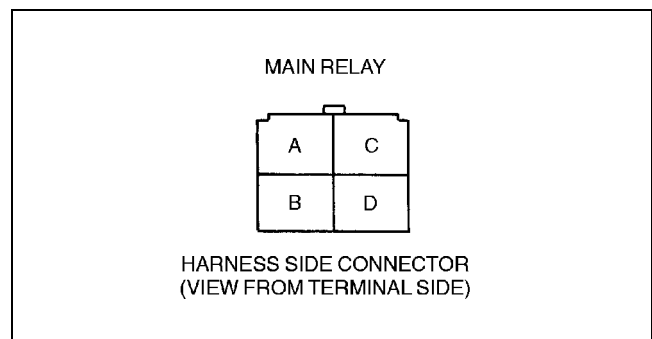 MAIN RELAY
A C
B D
HARNESS SIDE CONNECTOR
(VIEW FROM TERMINAL SIDE)